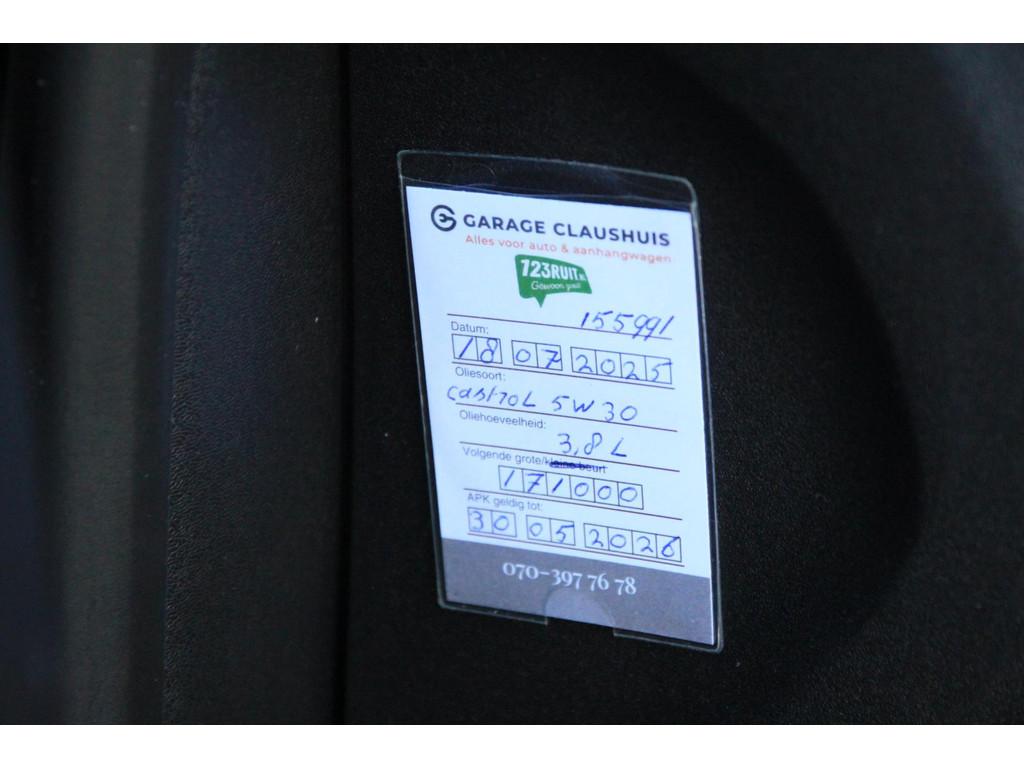 GARAGE CLAUSHUIS
Alles voor auto & aanhangwagen
123RUIT.NL
Gewoon goed
155991
Datum:
18 07 2025
Oliesoort:
castrol 5W30
Oliehoeveelheid:
3,8 L
Volgende grote/kleine beurt
171000
APK geldig tot:
30 05 2026
070-397 76 78